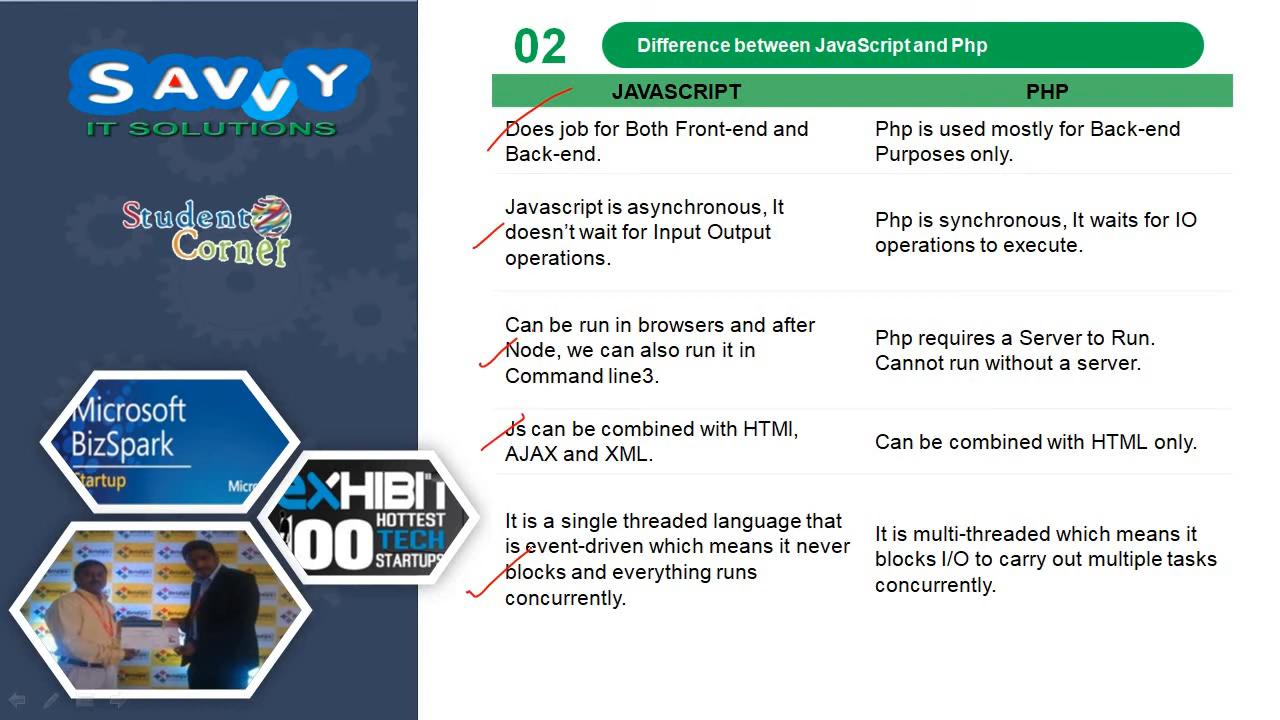 SAVVY
IT SOLUTIONS
Student
Corner
Microsoft
BizSpark
Startup
Micr
EXHIBIT
100
HOTTEST
TECH
STARTUPS
02
Difference between JavaScript and Php
JAVASCRIPT
PHP
Does job for Both Front-end and
Back-end.
Php is used mostly for Back-end
Purposes only.
Javascript is asynchronous, It
doesn’t wait for Input Output
operations.
Php is synchronous, It waits for IO
operations to execute.
Can be run in browsers and after
Node, we can also run it in
Command line3.
Php requires a Server to Run.
Cannot run without a server.
Js can be combined with HTMl,
AJAX and XML.
Can be combined with HTML only.
It is a single threaded language that
is event-driven which means it never
blocks and everything runs
concurrently.
It is multi-threaded which means it
blocks I/O to carry out multiple tasks
concurrently.